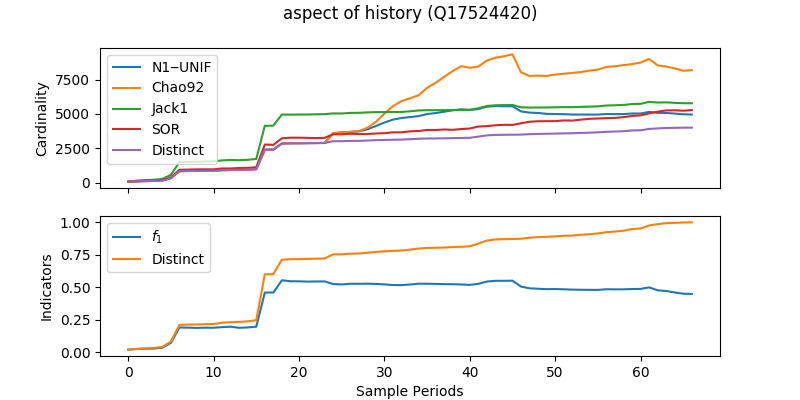 aspect of history (Q17524420)
Cardinality
7500
5000
2500
0
N1−UNIF
Chao92
Jack1
SOR
Distinct
Indicators
1.00
0.75
0.50
0.25
0.00
f₁
Distinct
0 10 20 30 40 50 60
Sample Periods